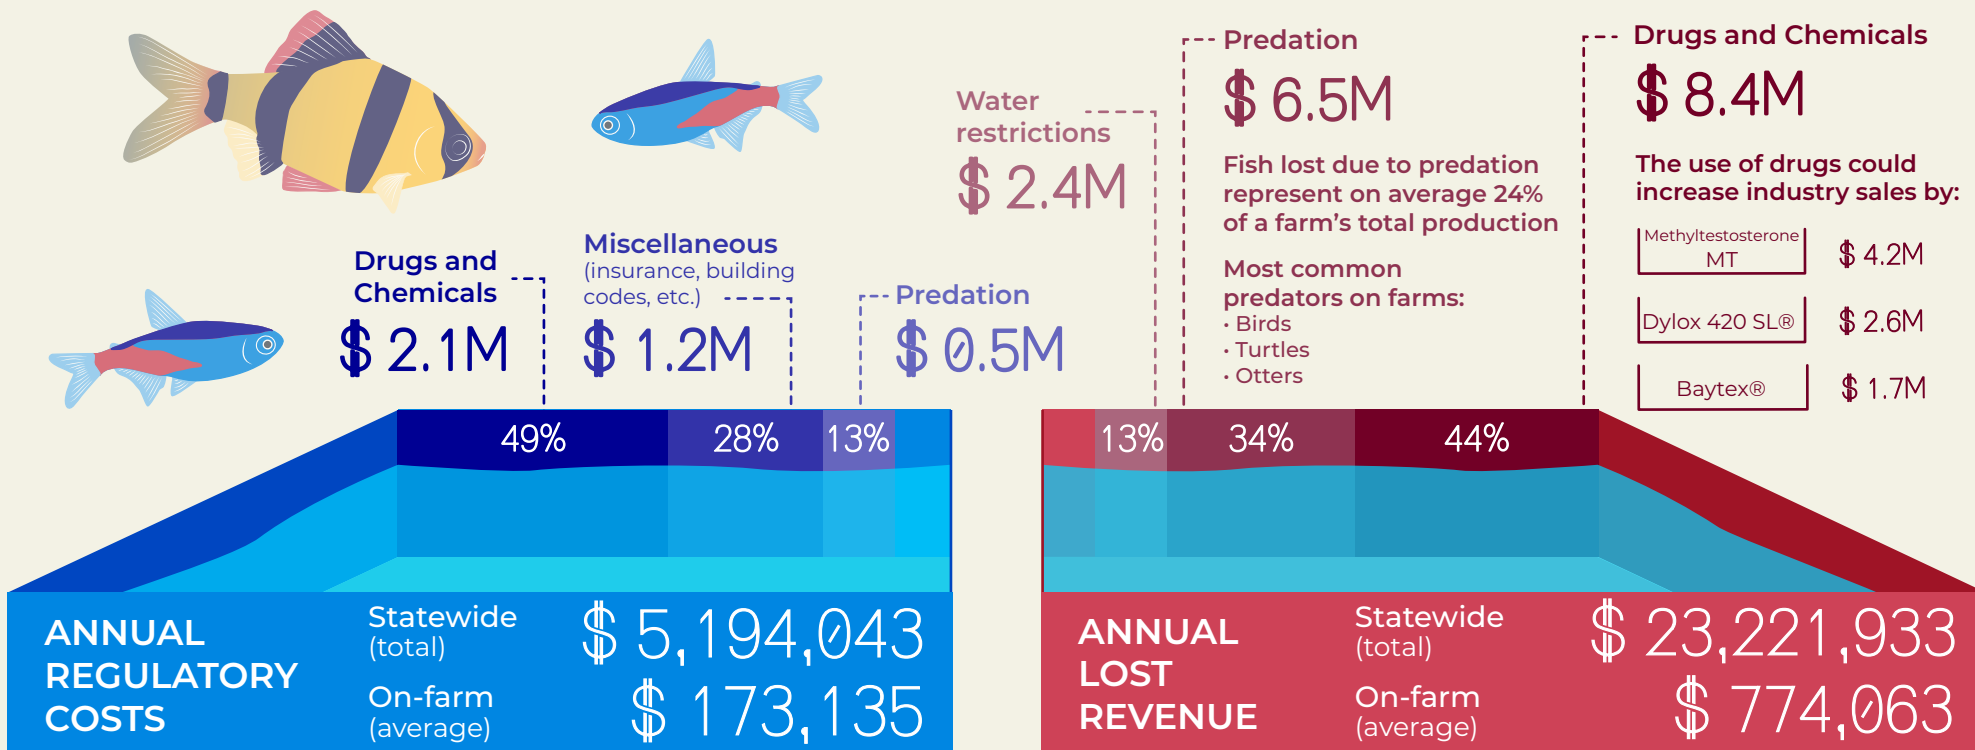 Drugs and
Chemicals
$ 2.1M
Miscellaneous
(insurance, building
codes, etc.)
$ 1.2M
Predation
$ 0.5M
49%
28%
13%
ANNUAL
REGULATORY
COSTS
Statewide
(total)
$ 5,194,043
On-farm
(average)
$ 173,135
Water
restrictions
$ 2.4M
Predation
$ 6.5M
Fish lost due to predation
represent on average 24%
of a farm's total production
Most common
predators on farms:
• Birds
• Turtles
• Otters
Drugs and Chemicals
$ 8.4M
The use of drugs could
increase industry sales by:
Methyltestosterone
MT
$ 4.2M
Dylox 420 SL®
$ 2.6M
Baytex®
$ 1.7M
13%
34%
44%
ANNUAL
LOST
REVENUE
Statewide
(total)
$ 23,221,933
On-farm
(average)
$ 774,063